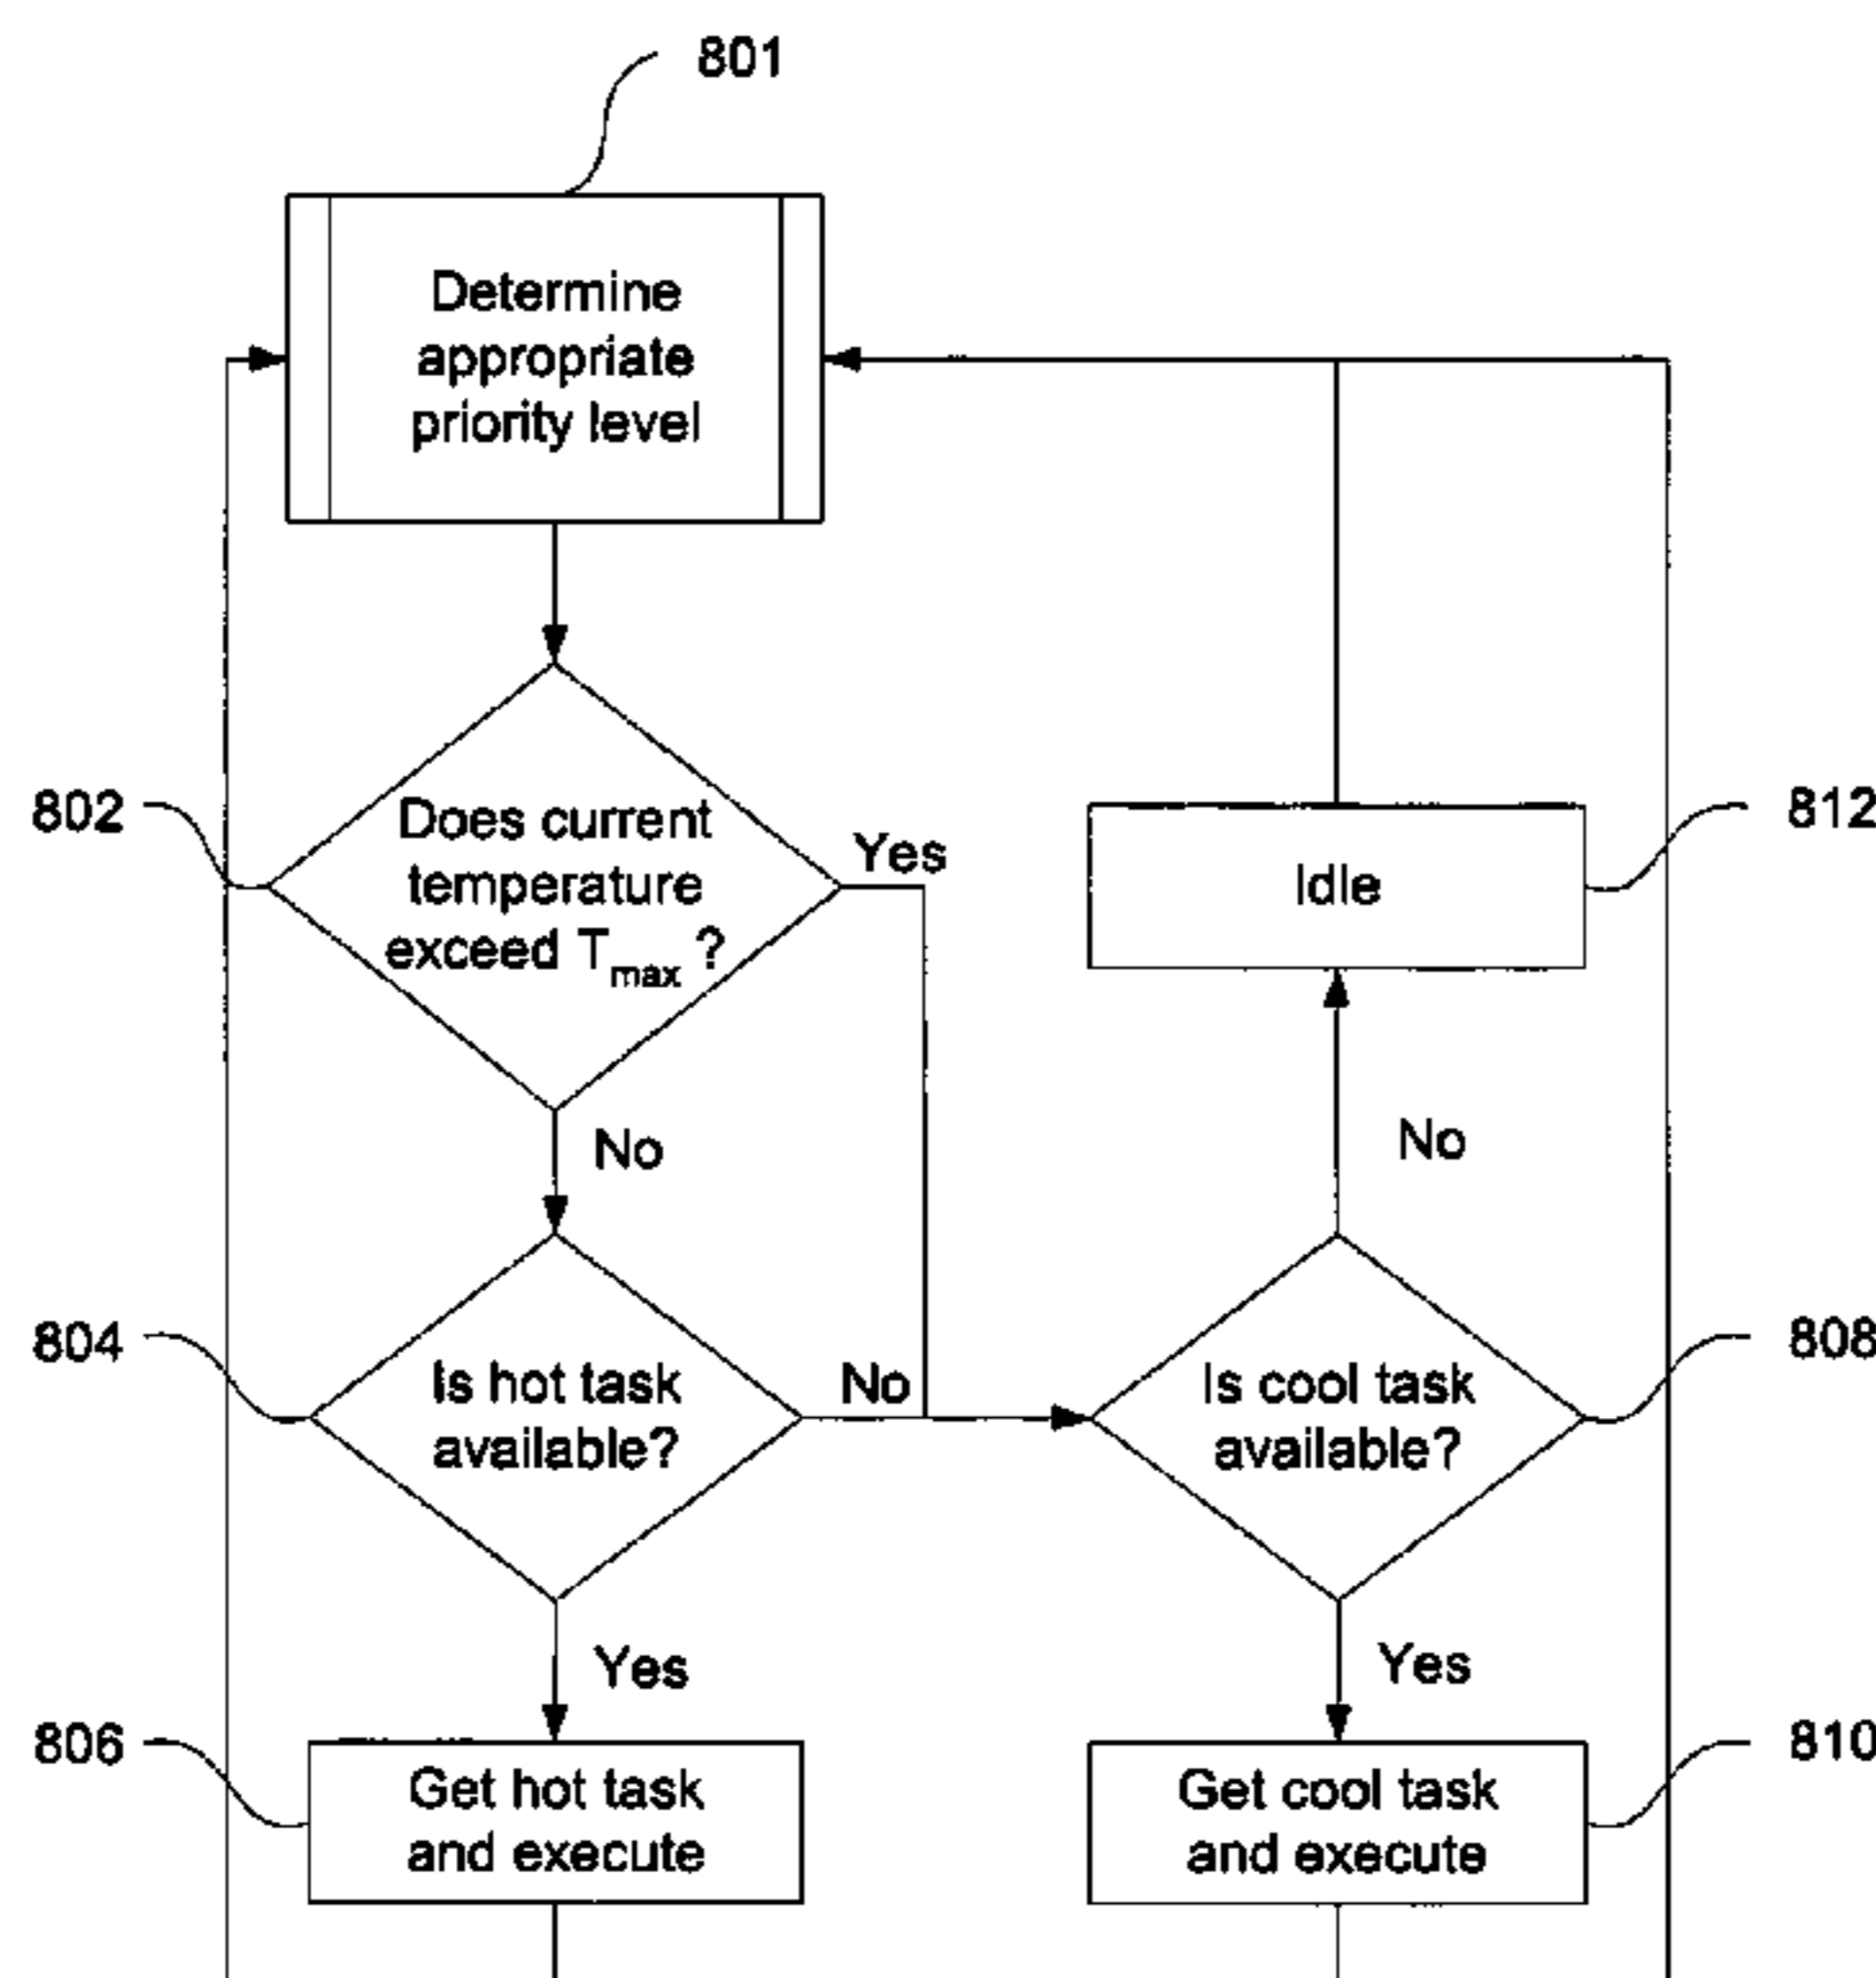 801
Determine
appropriate
priority level
802
Does current
temperature
exceed Tmax ?
Yes
Idle
812
No
No
804
Is hot task
available?
No
Is cool task
available?
808
Yes
Yes
806
Get hot task
and execute
Get cool task
and execute
810